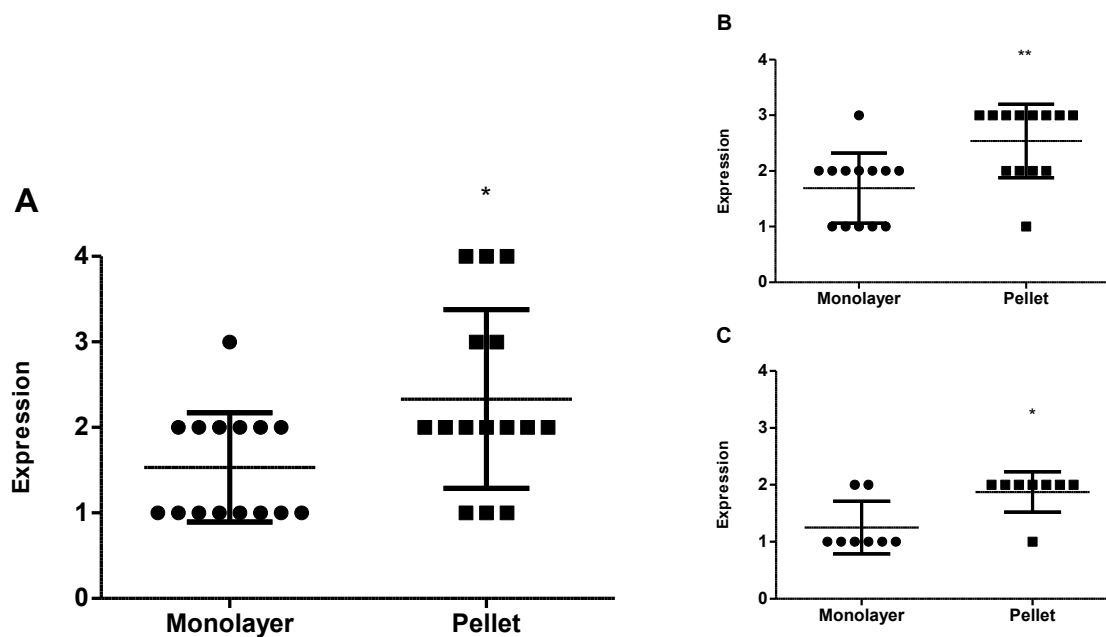 A
*
4
3
2
1
0
Expression
Monolayer Pellet
B
**
4
3
2
1
0
Expression
Monolayer Pellet
C
*
4
3
2
1
0
Expression
Monolayer Pellet